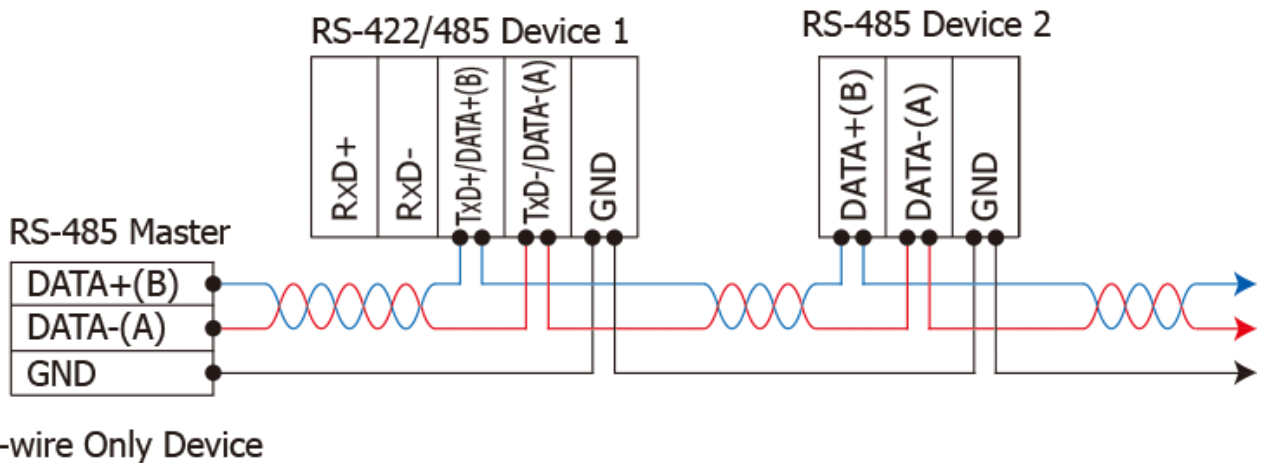 RS-422/485 Device 1
RS-485 Device 2
RxD+
RxD-
TxD+/DATA+(B)
TxD-/DATA-(A)
GND
DATA+(B)
DATA-(A)
GND
RS-485 Master
DATA+(B)
DATA-(A)
GND
-wire Only Device